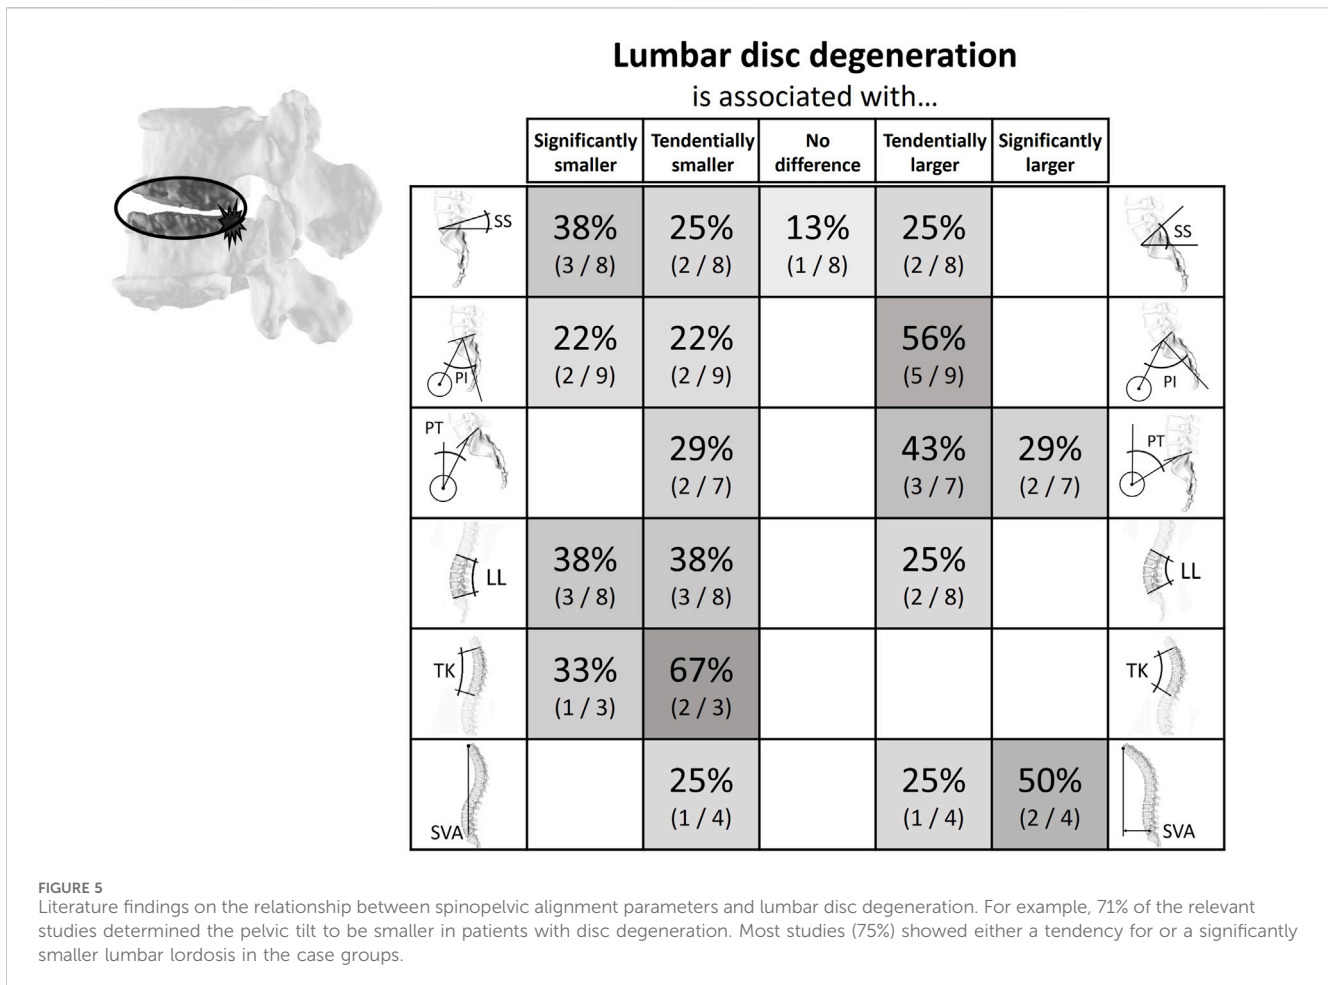 Lumbar disc degeneration
is associated with...
Significantly smaller
Tendentially smaller
No difference
Tendentially larger
Significantly larger
SS
38%
(3 / 8)
25%
(2 / 8)
13%
(1 / 8)
25%
(2 / 8)
SS
PI
22%
(2 / 9)
22%
(2 / 9)
56%
(5 / 9)
PI
PT
29%
(2 / 7)
43%
(3 / 7)
29%
(2 / 7)
PT
LL
38%
(3 / 8)
38%
(3 / 8)
25%
(2 / 8)
LL
TK
33%
(1 / 3)
67%
(2 / 3)
TK
SVA
25%
(1 / 4)
25%
(1 / 4)
50%
(2 / 4)
SVA
FIGURE 5
Literature findings on the relationship between spinopelvic alignment parameters and lumbar disc degeneration. For example, 71% of the relevant
studies determined the pelvic tilt to be smaller in patients with disc degeneration. Most studies (75%) showed either a tendency for or a significantly
smaller lumbar lordosis in the case groups.